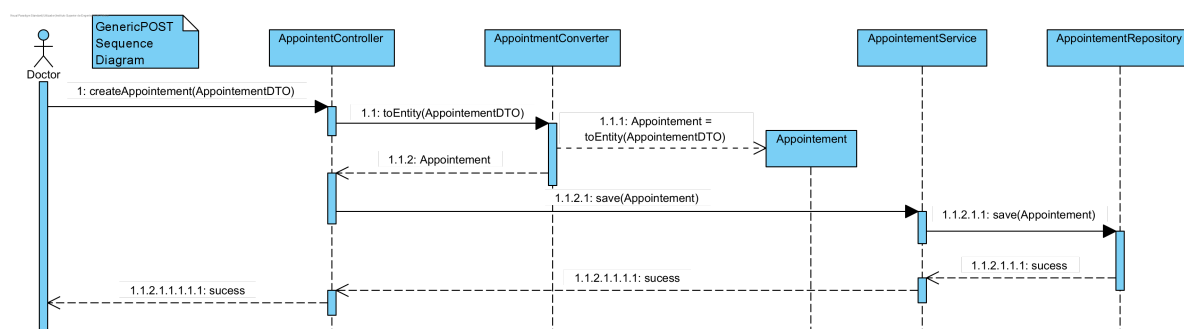 GenericPOST
Sequence
Diagram
Doctor
AppointentController
AppointmentConverter
AppointementService
AppointementRepository
1: createAppointement(AppointementDTO)
1.1: toEntity(AppointementDTO)
1.1.1: Appointement =
toEntity(AppointementDTO)
Appointement
1.1.2: Appointement
1.1.2.1: save(Appointement)
1.1.2.1.1: save(Appointement)
1.1.2.1.1.1: sucess
1.1.2.1.1.1.1: sucess
1.1.2.1.1.1.1.1: sucess